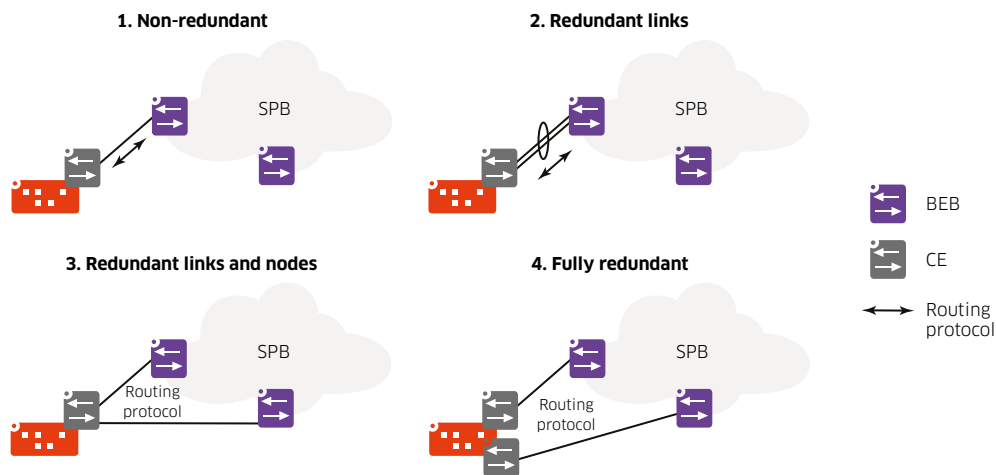 1. Non-redundant
2. Redundant links
SPB
SPB
BEB
CE
Routing
protocol
3. Redundant links and nodes
4. Fully redundant
SPB
Routing
protocol
SPB
Routing
protocol